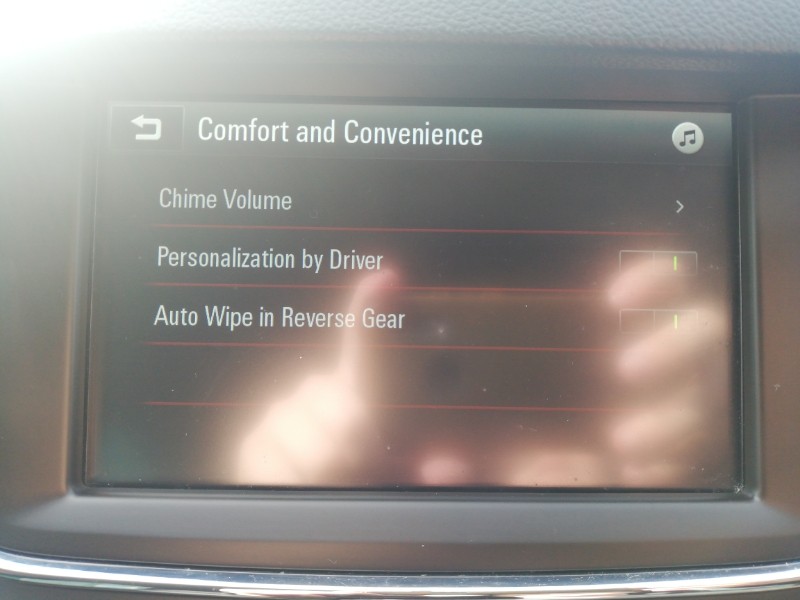 Comfort and Convenience
Chime Volume
Personalization by Driver
Auto Wipe in Reverse Gear